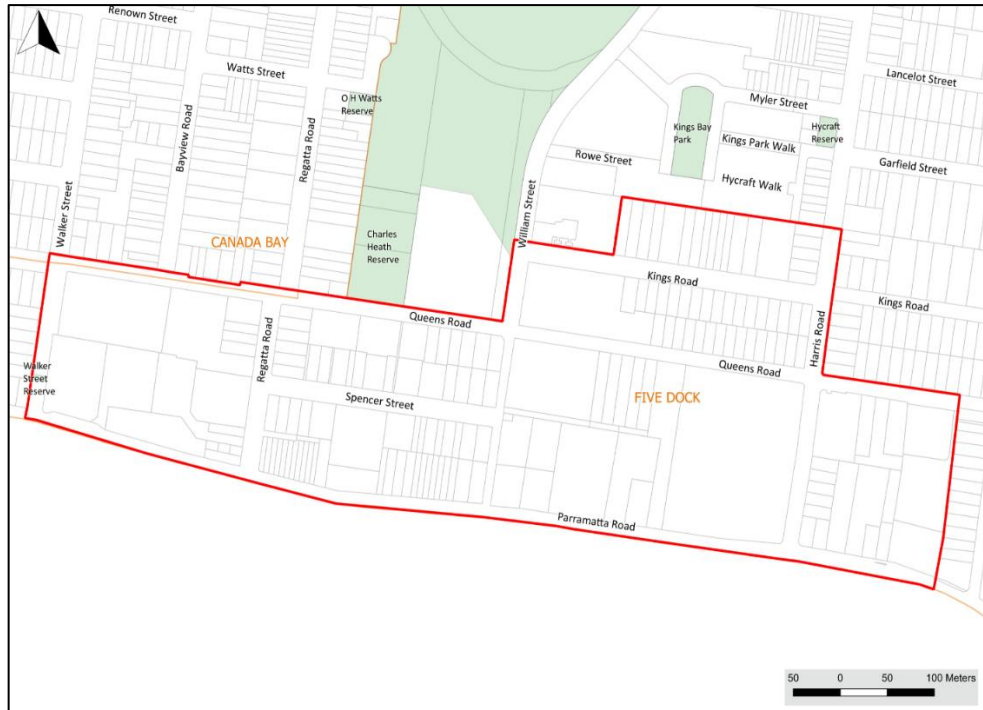 Renown Street
Watts Street
Lancelot Street
Bayview Road
O H Watts
Reserve
Myler Street
Hycraft
Reserve
Kings Bay
Park
Kings Park Walk
Regatta Road
Rowe Street
Garfield Street
Hycraft Walk
Walker Street
William Street
CANADA BAY
Charles
Heath
Reserve
Kings Road
Kings Road
Queens Road
Harris Road
Regatta Road
Queens Road
Walker
Street
Reserve
Spencer Street
FIVE DOCK
Parramatta Road
50 0 50 100 Meters